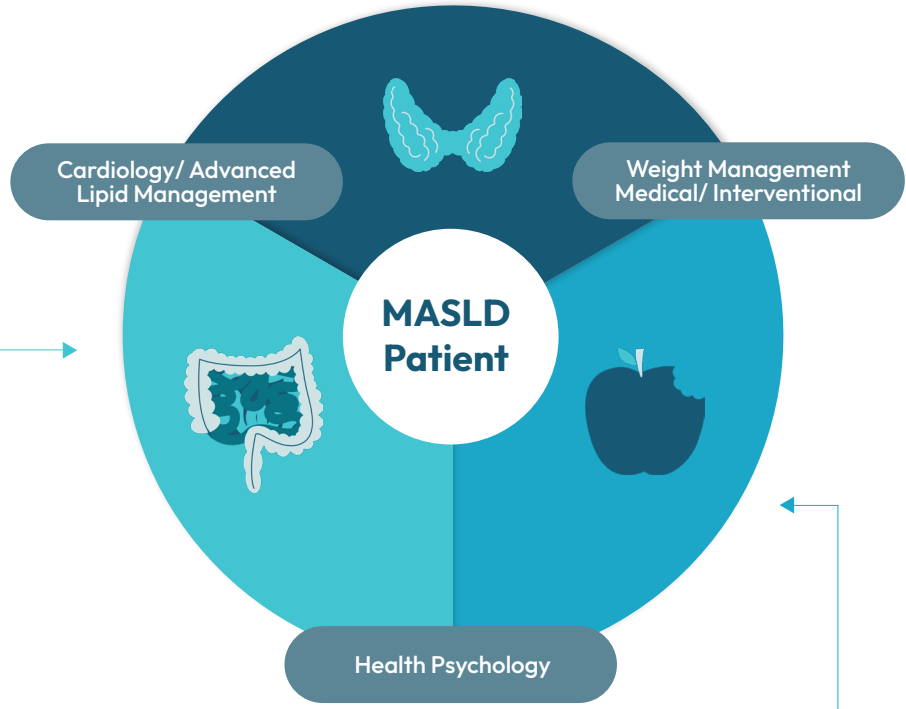 Cardiology/ Advanced
Lipid Management
Weight Management
Medical/ Interventional
MASLD
Patient
Health Psychology